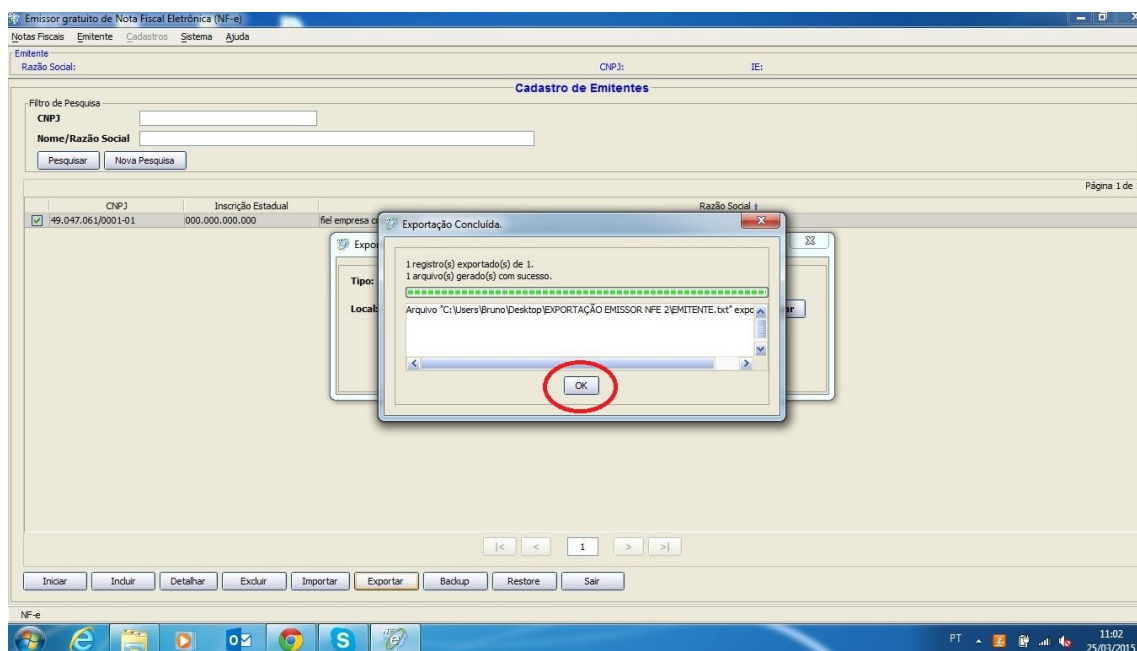 Emissor gratuito de Nota Fiscal Eletrônica (NF-e)
Notas Fiscais Emitente Cadastros Sistema Ajuda
Emitente
Razão Social: CNPJ: IE:
Cadastro de Emitentes
Filtro de Pesquisa
CNPJ
Nome/Razão Social
Pesquisar Nova Pesquisa
Página 1 de
CNPJ Inscrição Estadual Razão Social
49.047.061/0001-01 000.000.000.000 fiel empresa c
Exportação Concluída.
Expo
1 registro(s) exportado(s) de 1.
1 arquivo(s) gerado(s) com sucesso.
Tipo:
Local:
Arquivo "C:\Users\Bruno\Desktop\EXPORTAÇÃO EMISSOR NFE 2\EMITENTE.txt" expc
ar
OK
|< < 1 > >|
Iniciar Incluir Detalhar Excluir Importar Exportar Backup Restore Sair
NF-e
PT 11:02
25/03/2015